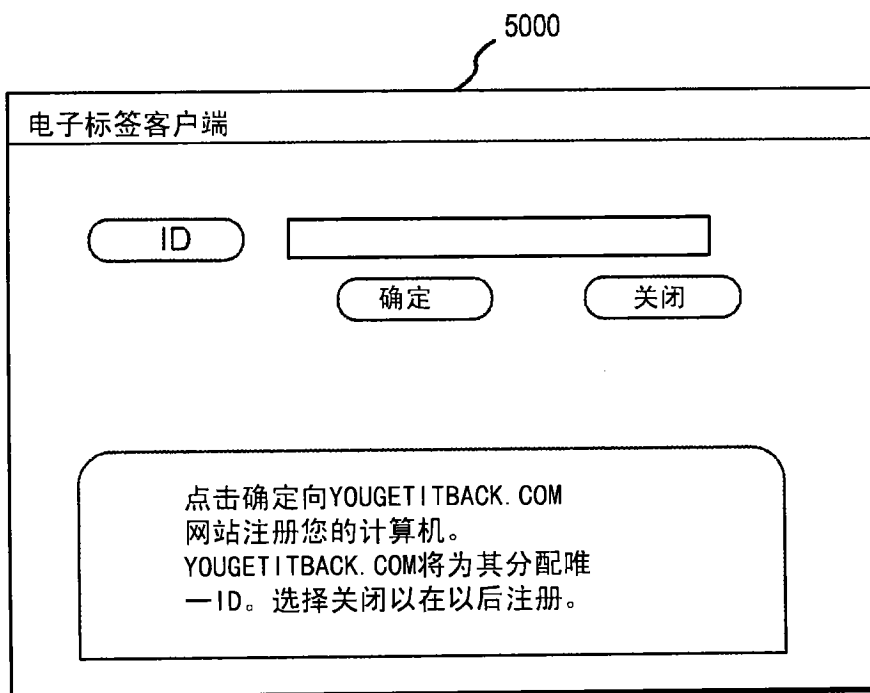 5000
电子标签客户端
ID
确定
关闭
点击确定向YOUGETITBACK.COM
网站注册您的计算机。
YOUGETITBACK.COM将为其分配唯
一ID。选择关闭以在以后注册。